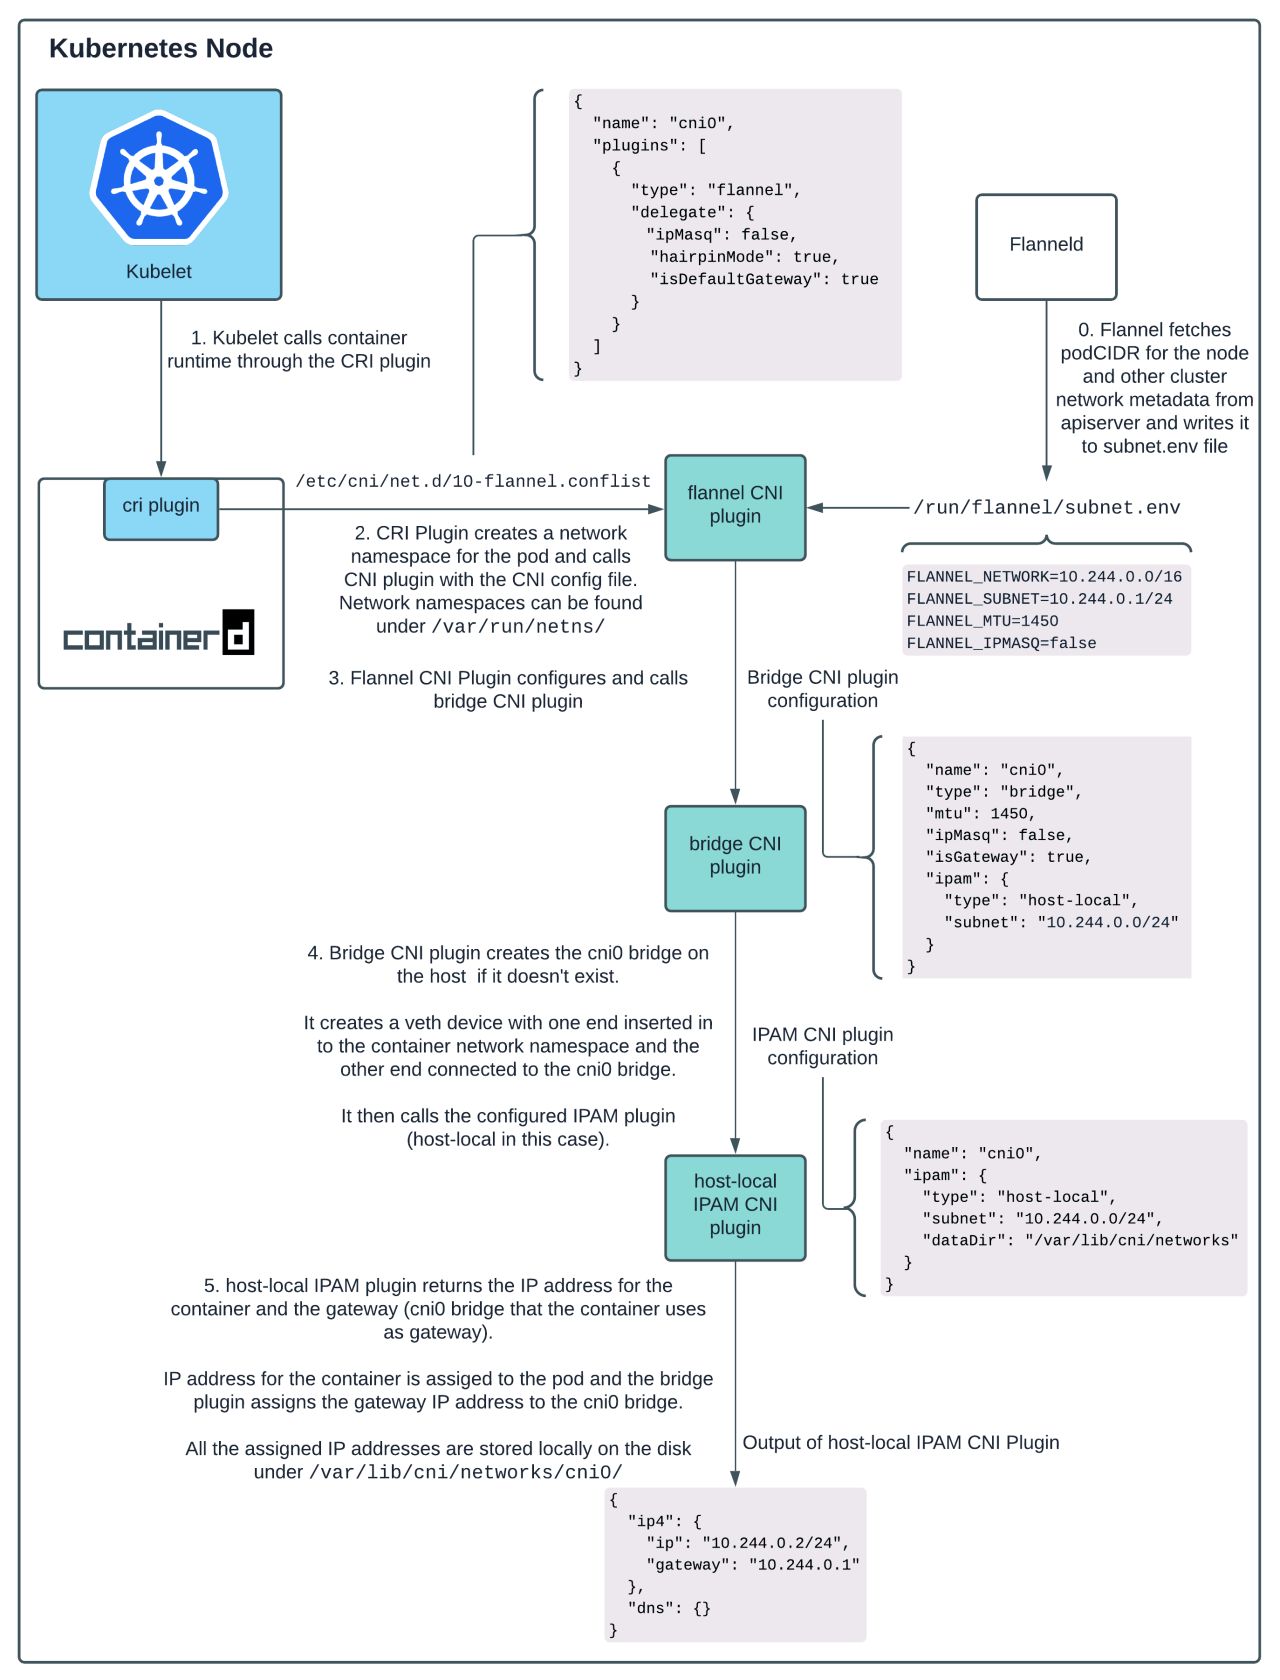 Kubernetes Node
Kubelet
1. Kubelet calls container
runtime through the CRI plugin
{
"name": "cni0",
"plugins": [
{
"type": "flannel",
"delegate": {
"ipMasq": false,
"hairpinMode": true,
"isDefaultGateway": true
}
}
]
}
Flanneld
0. Flannel fetches
podCIDR for the node
and other cluster
network metadata from
apiserver and writes it
to subnet.env file
cri plugin
containerd
/etc/cni/net.d/10-flannel.conflist
2. CRI Plugin creates a network
namespace for the pod and calls
CNI plugin with the CNI config file.
Network namespaces can be found
under /var/run/netns/
flannel CNI
plugin
/run/flannel/subnet.env
FLANNEL_NETWORK=10.244.0.0/16
FLANNEL_SUBNET=10.244.0.1/24
FLANNEL_MTU=1450
FLANNEL_IPMASQ=false
3. Flannel CNI Plugin configures and calls
bridge CNI plugin
Bridge CNI plugin
configuration
{
"name": "cni0",
"type": "bridge",
"mtu": 1450,
"ipMasq": false,
"isGateway": true,
"ipam": {
"type": "host-local",
"subnet": "10.244.0.0/24"
}
}
bridge CNI
plugin
4. Bridge CNI plugin creates the cni0 bridge on
the host  if it doesn't exist.
It creates a veth device with one end inserted in
to the container network namespace and the
other end connected to the cni0 bridge.
It then calls the configured IPAM plugin
(host-local in this case).
IPAM CNI plugin
configuration
{
"name": "cni0",
"ipam": {
"type": "host-local",
"subnet": "10.244.0.0/24",
"dataDir": "/var/lib/cni/networks"
}
}
host-local
IPAM CNI
plugin
5. host-local IPAM plugin returns the IP address for the
container and the gateway (cni0 bridge that the container uses
as gateway).
IP address for the container is assiged to the pod and the bridge
plugin assigns the gateway IP address to the cni0 bridge.
All the assigned IP addresses are stored locally on the disk
under /var/lib/cni/networks/cni0/
Output of host-local IPAM CNI Plugin
{
"ip4": {
"ip": "10.244.0.2/24",
"gateway": "10.244.0.1"
},
"dns": {}
}